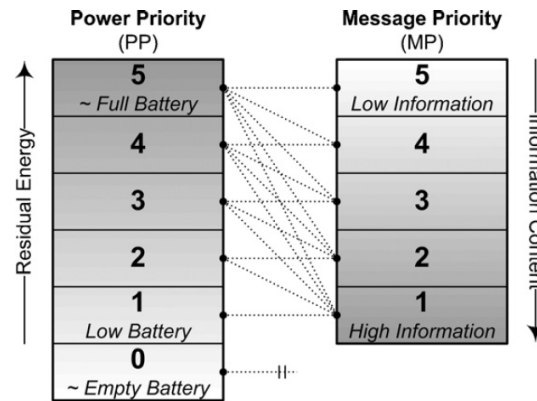 Power Priority
(PP)
Message Priority
(MP)
Residual Energy
5
~ Full Battery
4
3
2
1
Low Battery
0
~ Empty Battery
5
Low Information
4
3
2
1
High Information
Information Content